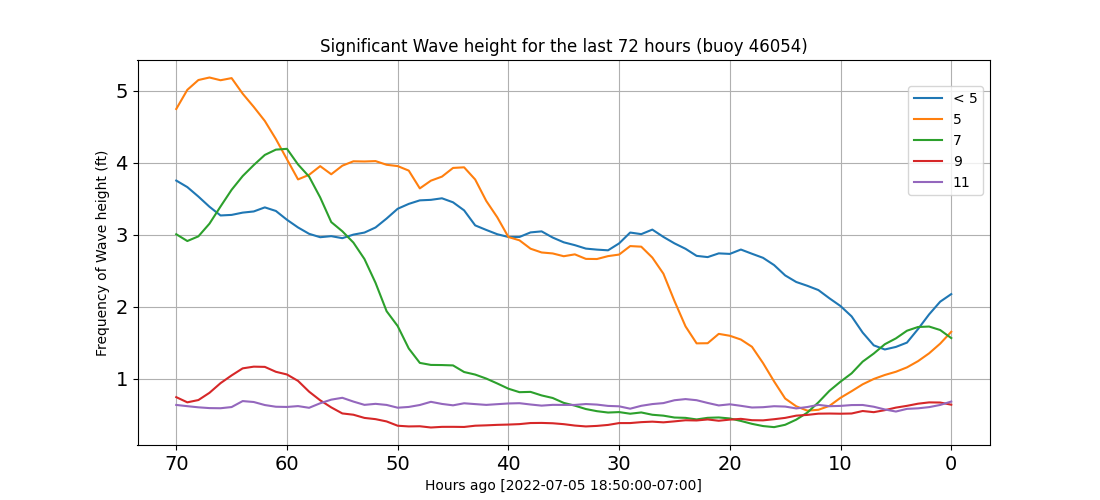 Significant Wave height for the last 72 hours (buoy 46054)
Frequency of Wave height (ft)
5
4
3
2
1
< 5
5
7
9
11
70 60 50 40 30 20 10 0
Hours ago [2022-07-05 18:50:00-07:00]